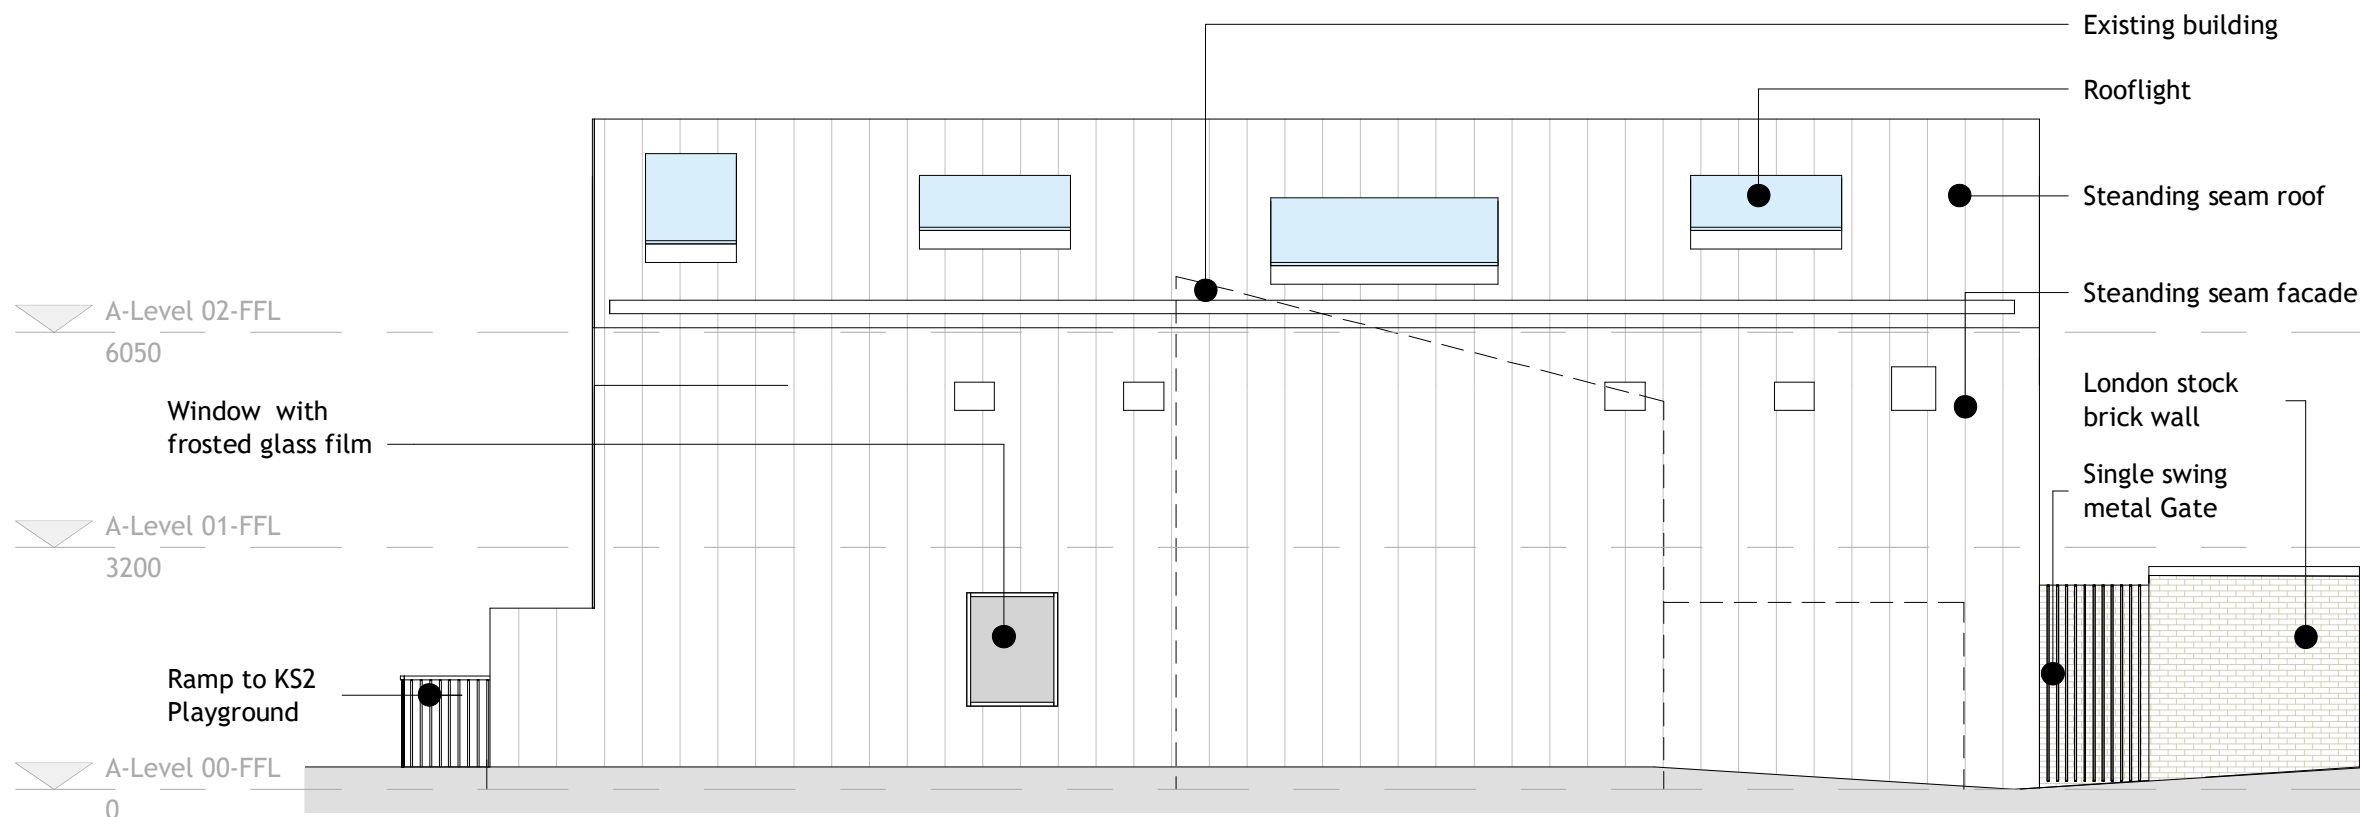 Existing building
Rooflight
Steanding seam roof
Steanding seam facade
A-Level 02-FFL
6050
London stock
brick wall
Window with
frosted glass film
Single swing
metal Gate
A-Level 01-FFL
3200
Ramp to KS2
Playground
A-Level 00-FFL
0